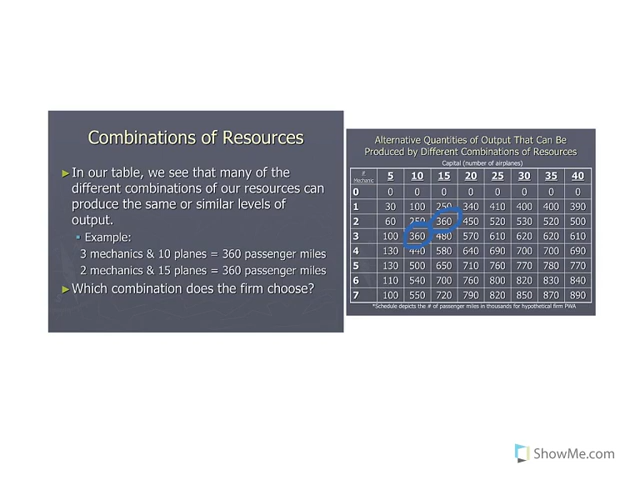 Combinations of Resources
►In our table, we see that many of the
different combinations of our resources can
produce the same or similar levels of
output.
▪ Example:
3 mechanics & 10 planes = 360 passenger miles
2 mechanics & 15 planes = 360 passenger miles
►Which combination does the firm choose?
Alternative Quantities of Output That Can Be
Produced by Different Combinations of Resources
Capital (number of airplanes)
# Mechanic 5 10 15 20 25 30 35 40
0 0 0 0 0 0 0 0 0
1 30 100 250 340 410 400 400 390
2 60 250 360 450 520 530 520 500
3 100 360 480 570 610 620 620 610
4 130 440 580 640 690 700 700 690
5 130 500 650 710 760 770 780 770
6 110 540 700 760 800 820 830 840
7 100 550 720 790 820 850 870 890
*Schedule depicts the # of passenger miles in thousands for hypothetical firm PWA
ShowMe.com